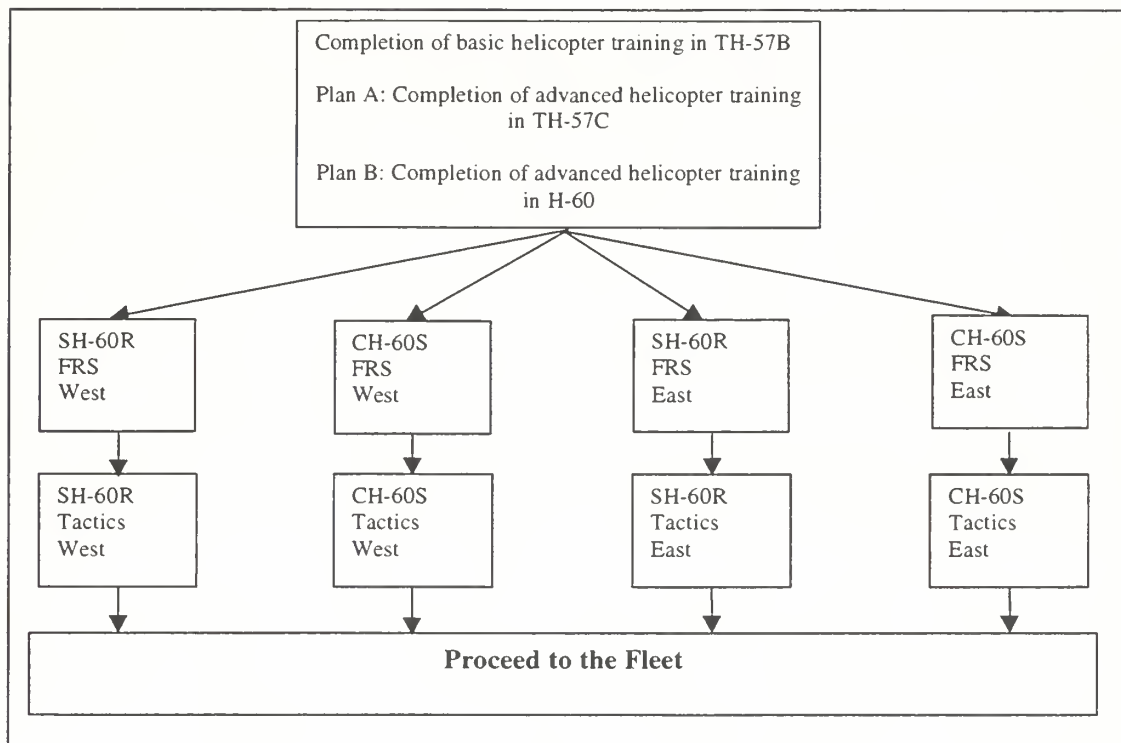 Completion of basic helicopter training in TH-57B
Plan A: Completion of advanced helicopter training
in TH-57C
Plan B: Completion of advanced helicopter training
in H-60
SH-60R
FRS
West
CH-60S
FRS
West
SH-60R
FRS
East
CH-60S
FRS
East
SH-60R
Tactics
West
CH-60S
Tactics
West
SH-60R
Tactics
East
CH-60S
Tactics
East
Proceed to the Fleet